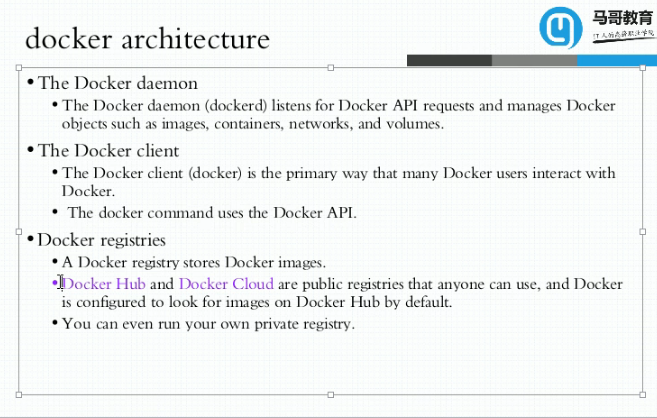 docker architecture
马哥教育
IT人的高薪职业学院
•The Docker daemon
•The Docker daemon (dockerd) listens for Docker API requests and manages Docker
objects such as images, containers, networks, and volumes.
•The Docker client
•The Docker client (docker) is the primary way that many Docker users interact with
Docker.
• The docker command uses the Docker API.
•Docker registries
•A Docker registry stores Docker images.
•Docker Hub and Docker Cloud are public registries that anyone can use, and Docker
is configured to look for images on Docker Hub by default.
•You can even run your own private registry.